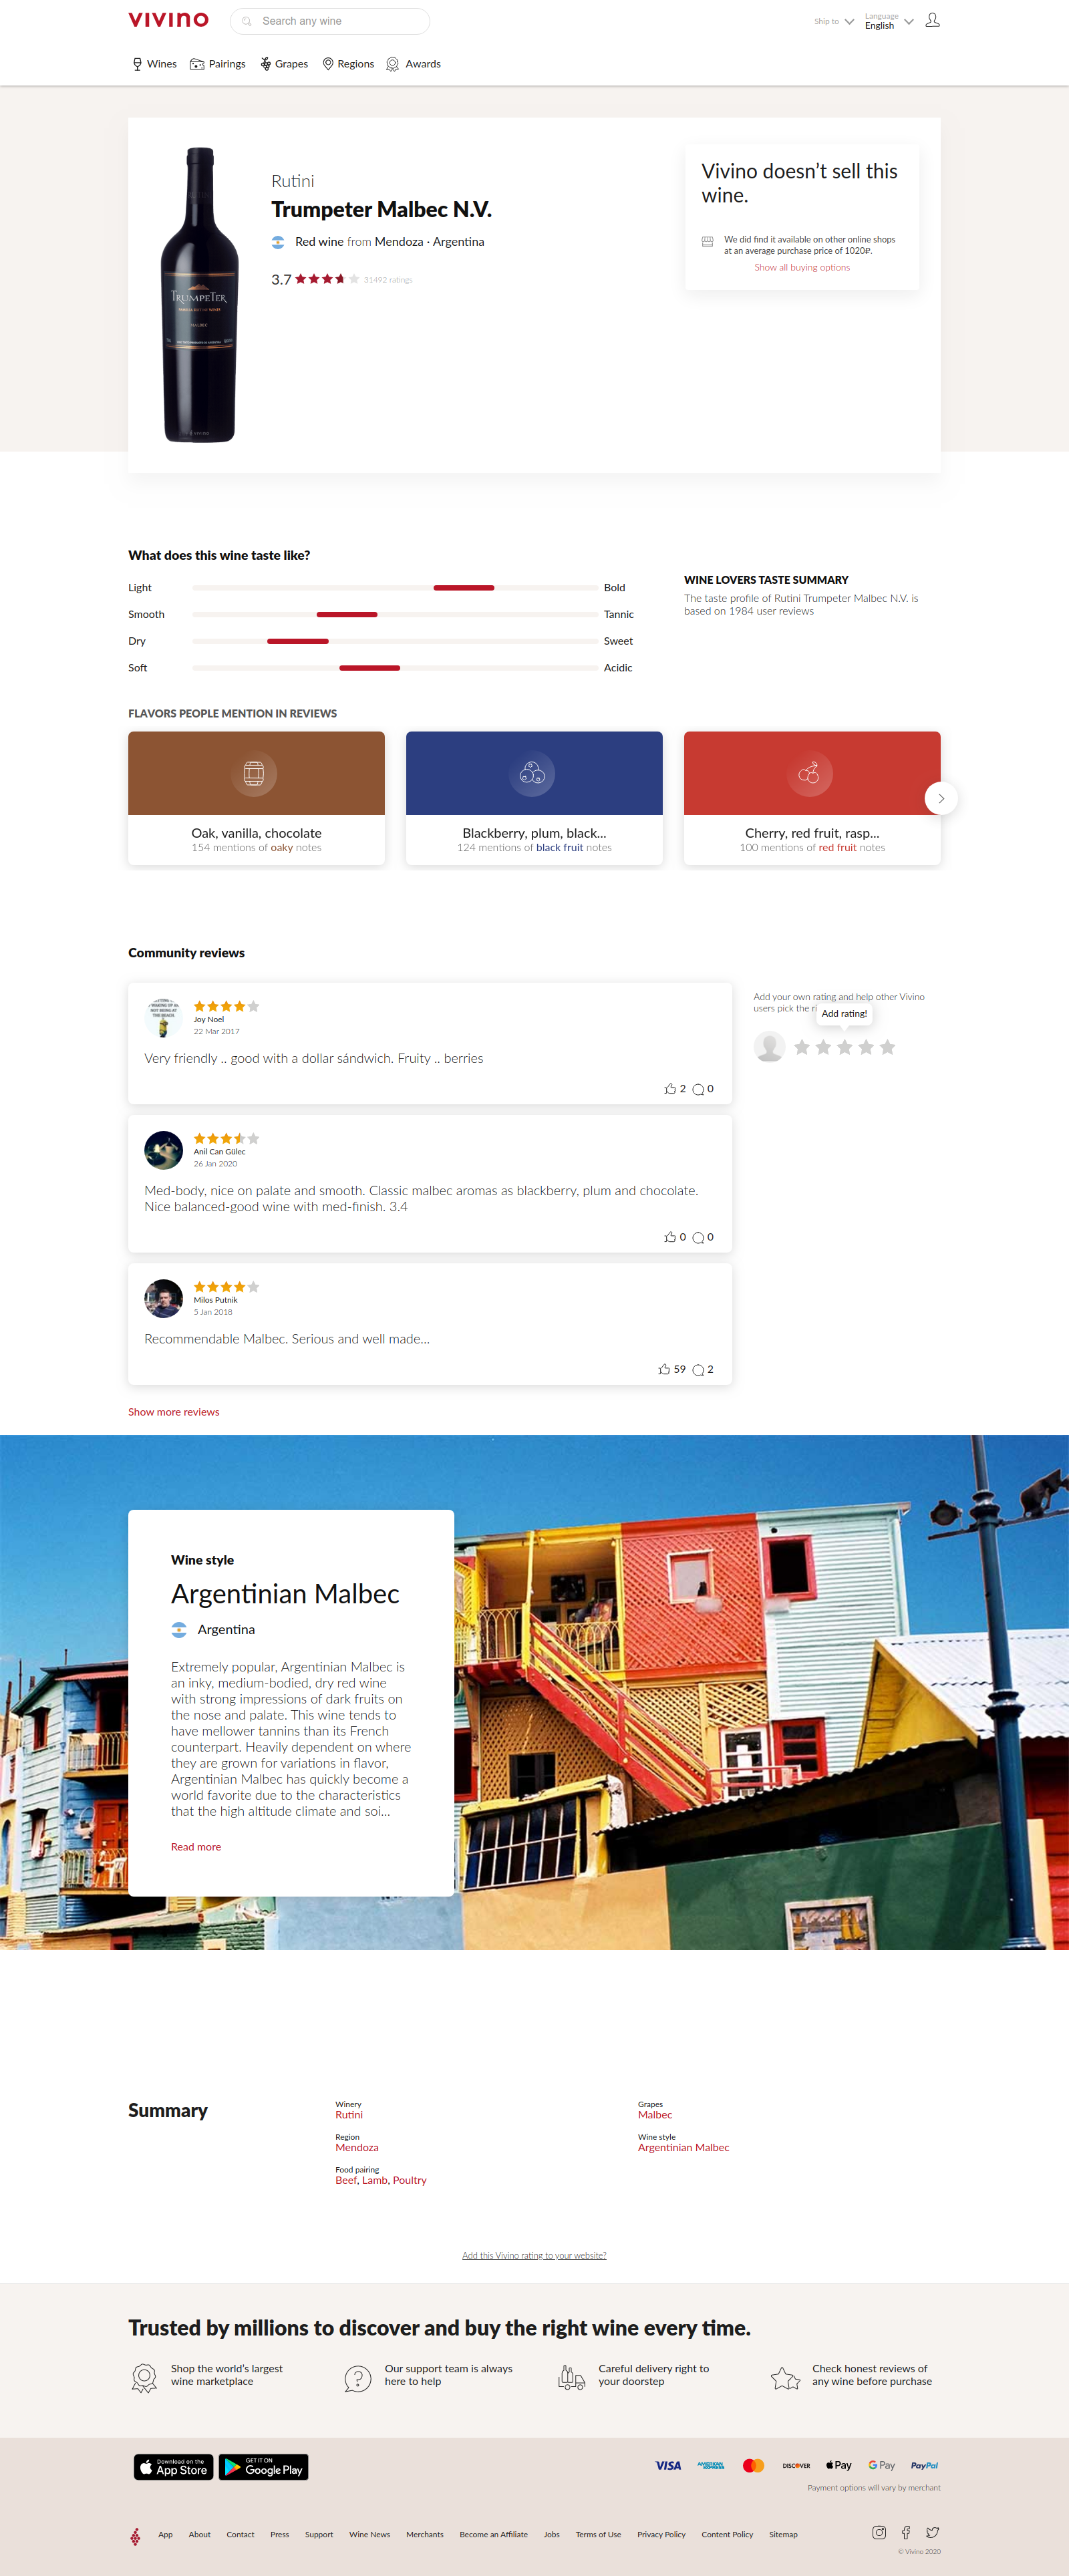 VIVINO
Search any wine
Ship to
Language
English
Wines
Pairings
Grapes
Regions
Awards
TRUMPETER
MALBEC
Rutini
Trumpeter Malbec N.V.
Red wine from Mendoza · Argentina
3.7
31492 ratings
Vivino doesn’t sell this
wine.
We did find it available on other online shops
at an average purchase price of 1020₽.
Show all buying options
What does this wine taste like?
Light
Bold
Smooth
Tannic
Dry
Sweet
Soft
Acidic
WINE LOVERS TASTE SUMMARY
The taste profile of Rutini Trumpeter Malbec N.V. is
based on 1984 user reviews
FLAVORS PEOPLE MENTION IN REVIEWS
Oak, vanilla, chocolate
154 mentions of oaky notes
Blackberry, plum, black...
124 mentions of black fruit notes
Cherry, red fruit, rasp...
100 mentions of red fruit notes
Community reviews
Joy Noel
22 Mar 2017
Very friendly .. good with a dollar sándwich. Fruity .. berries
2
0
Add your own rating and help other Vivino
users pick the ri
Add rating!
Anil Can Gülec
26 Jan 2020
Med-body, nice on palate and smooth. Classic malbec aromas as blackberry, plum and chocolate.
Nice balanced-good wine with med-finish. 3.4
0
0
Milos Putnik
5 Jan 2018
Recommendable Malbec. Serious and well made...
59
2
Show more reviews
Wine style
Argentinian Malbec
Argentina
Extremely popular, Argentinian Malbec is
an inky, medium-bodied, dry red wine
with strong impressions of dark fruits on
the nose and palate. This wine tends to
have mellower tannins than its French
counterpart. Heavily dependent on where
they are grown for variations in flavor,
Argentinian Malbec has quickly become a
world favorite due to the characteristics
that the high altitude climate and soi...
Read more
Summary
Winery
Rutini
Region
Mendoza
Food pairing
Beef, Lamb, Poultry
Grapes
Malbec
Wine style
Argentinian Malbec
Add this Vivino rating to your website?
Trusted by millions to discover and buy the right wine every time.
Shop the world’s largest
wine marketplace
Our support team is always
here to help
Careful delivery right to
your doorstep
Check honest reviews of
any wine before purchase
Download on the
App Store
GET IT ON
Google Play
VISA
AMERICAN
EXPRESS
DISCOVER
Pay
G Pay
PayPal
Payment options will vary by merchant
App
About
Contact
Press
Support
Wine News
Merchants
Become an Affiliate
Jobs
Terms of Use
Privacy Policy
Content Policy
Sitemap
© Vivino 2020